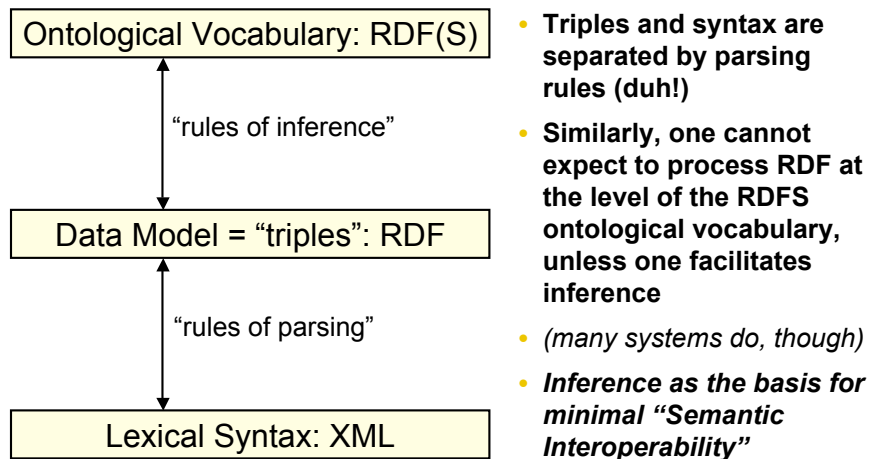 Ontological Vocabulary: RDF(S)
“rules of inference”
Data Model = “triples”: RDF
“rules of parsing”
Lexical Syntax: XML
• Triples and syntax are
separated by parsing
rules (duh!)
• Similarly, one cannot
expect to process RDF at
the level of the RDFS
ontological vocabulary,
unless one facilitates
inference
• (many systems do, though)
• Inference as the basis for
minimal “Semantic
Interoperability”